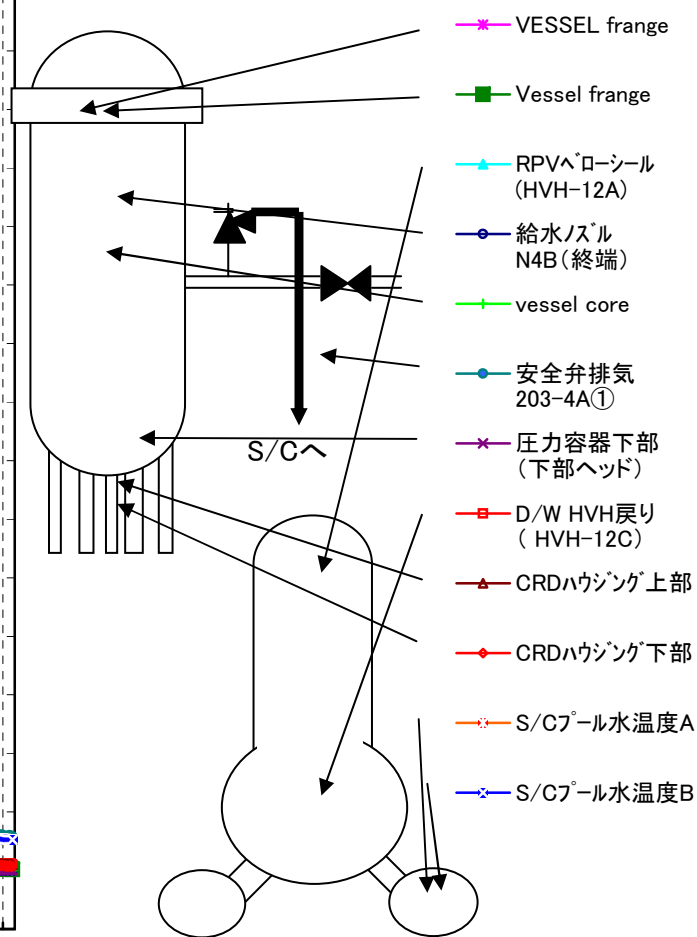 VESSEL frange
Vessel frange
RPVベローシール
(HVH-12A)
給水ノズル
N4B(終端)
vessel core
安全弁排気
203-4A①
圧力容器下部
(下部ヘッド)
D/W HVH戻り
( HVH-12C)
CRDハウジング上部
CRDハウジング下部
S/Cプール水温度A
S/Cプール水温度B
S/Cへ